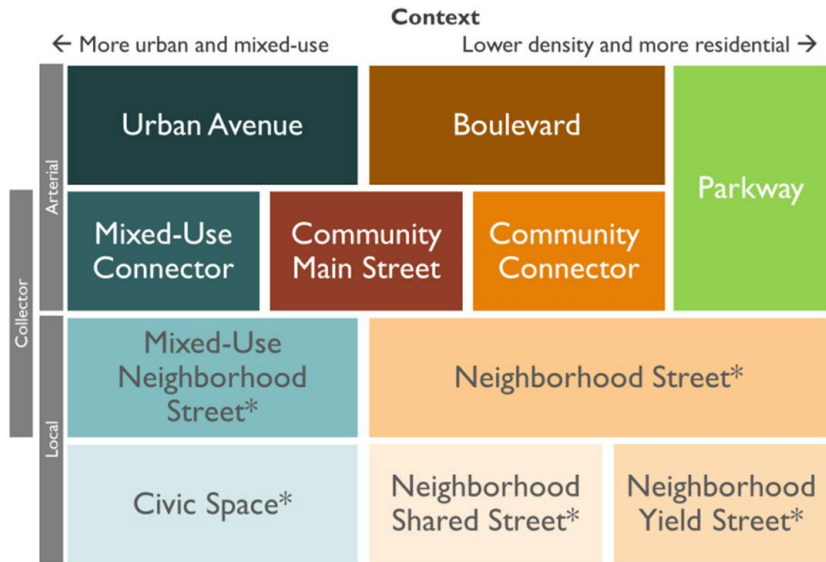 Context
← More urban and mixed-use
Lower density and more residential →
Arterial
Collector
Local
Urban Avenue
Boulevard
Parkway
Mixed-Use
Connector
Community
Main Street
Community
Connector
Mixed-Use
Neighborhood
Street*
Neighborhood Street*
Civic Space*
Neighborhood
Shared Street*
Neighborhood
Yield Street*